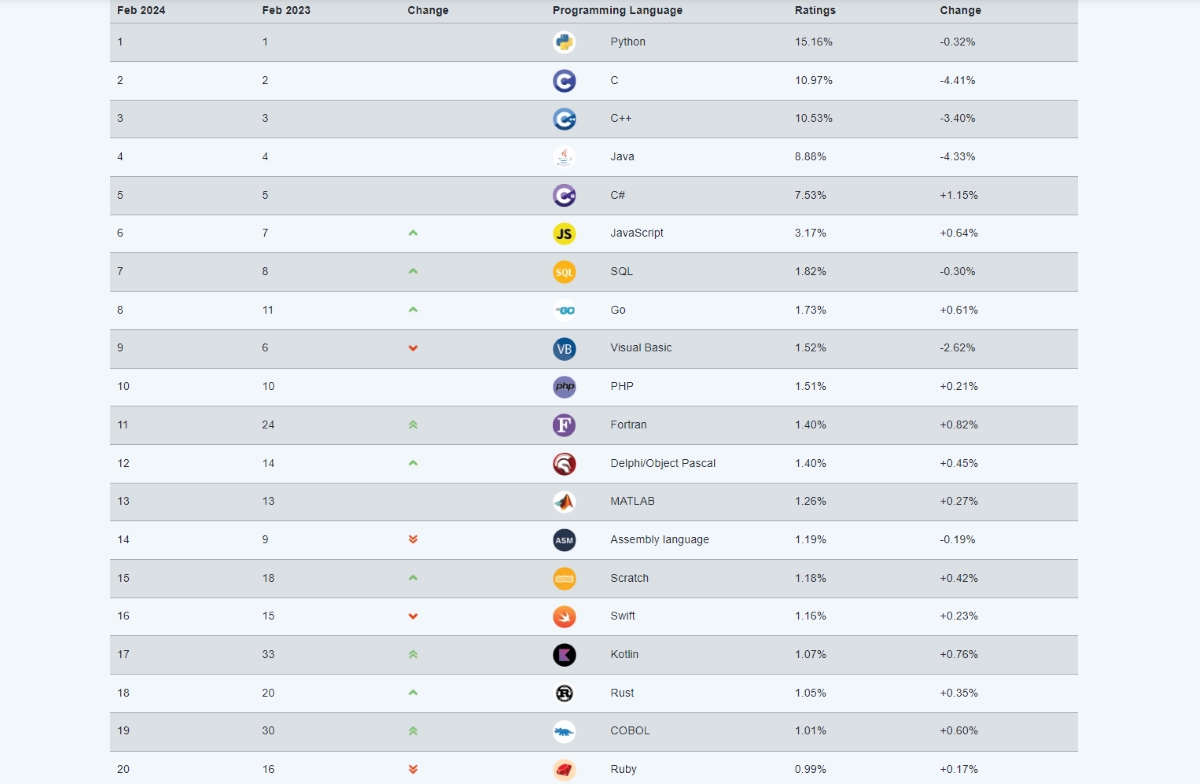 Feb 2024 Feb 2023 Change Programming Language Ratings Change
1 1 Python 15.16% -0.32%
2 2 C 10.97% -4.41%
3 3 C++ 10.53% -3.40%
4 4 Java 8.88% -4.33%
5 5 C# 7.53% +1.15%
6 7 JS JavaScript 3.17% +0.64%
7 8 SQL SQL 1.82% -0.30%
8 11 GO Go 1.73% +0.61%
9 6 VB Visual Basic 1.52% -2.62%
10 10 php PHP 1.51% +0.21%
11 24 F Fortran 1.40% +0.82%
12 14 Delphi/Object Pascal 1.40% +0.45%
13 13 MATLAB 1.26% +0.27%
14 9 ASM Assembly language 1.19% -0.19%
15 18 Scratch 1.18% +0.42%
16 15 Swift 1.16% +0.23%
17 33 Kotlin 1.07% +0.76%
18 20 R Rust 1.05% +0.35%
19 30 COBOL 1.01% +0.60%
20 16 Ruby 0.99% +0.17%